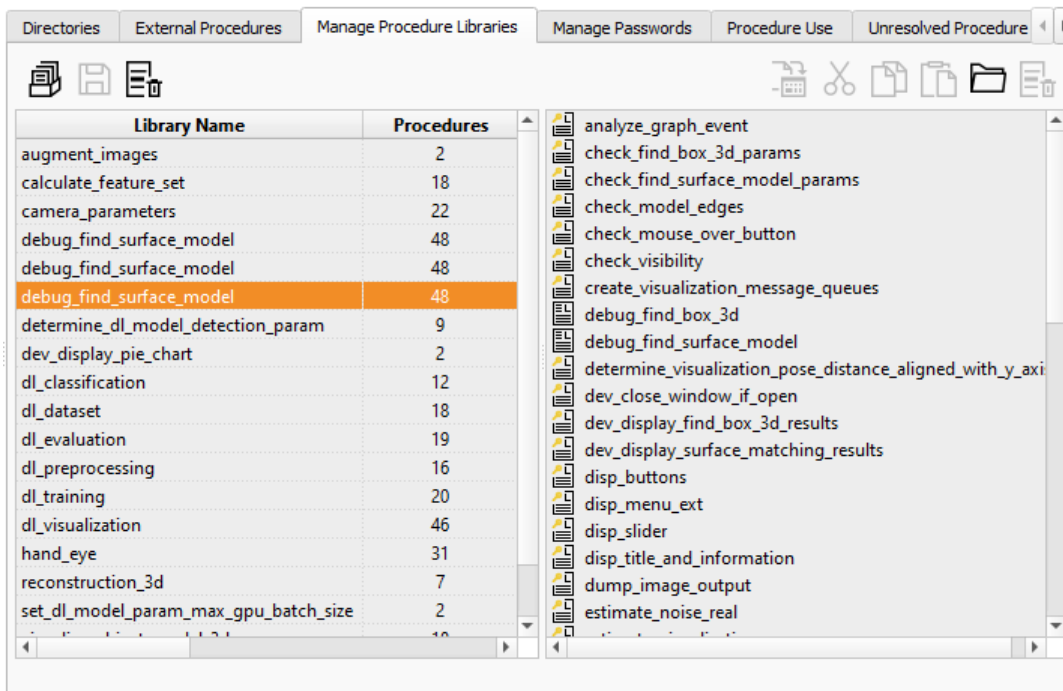 Directories External Procedures Manage Procedure Libraries Manage Passwords Procedure Use Unresolved Procedure
Library Name Procedures
augment_images 2
calculate_feature_set 18
camera_parameters 22
debug_find_surface_model 48
debug_find_surface_model 48
debug_find_surface_model 48
determine_dl_model_detection_param 9
dev_display_pie_chart 2
dl_classification 12
dl_dataset 18
dl_evaluation 19
dl_preprocessing 16
dl_training 20
dl_visualization 46
hand_eye 31
reconstruction_3d 7
set_dl_model_param_max_gpu_batch_size 2
analyze_graph_event
check_find_box_3d_params
check_find_surface_model_params
check_model_edges
check_mouse_over_button
check_visibility
create_visualization_message_queues
debug_find_box_3d
debug_find_surface_model
determine_visualization_pose_distance_aligned_with_y_axi
dev_close_window_if_open
dev_display_find_box_3d_results
dev_display_surface_matching_results
disp_buttons
disp_menu_ext
disp_slider
disp_title_and_information
dump_image_output
estimate_noise_real